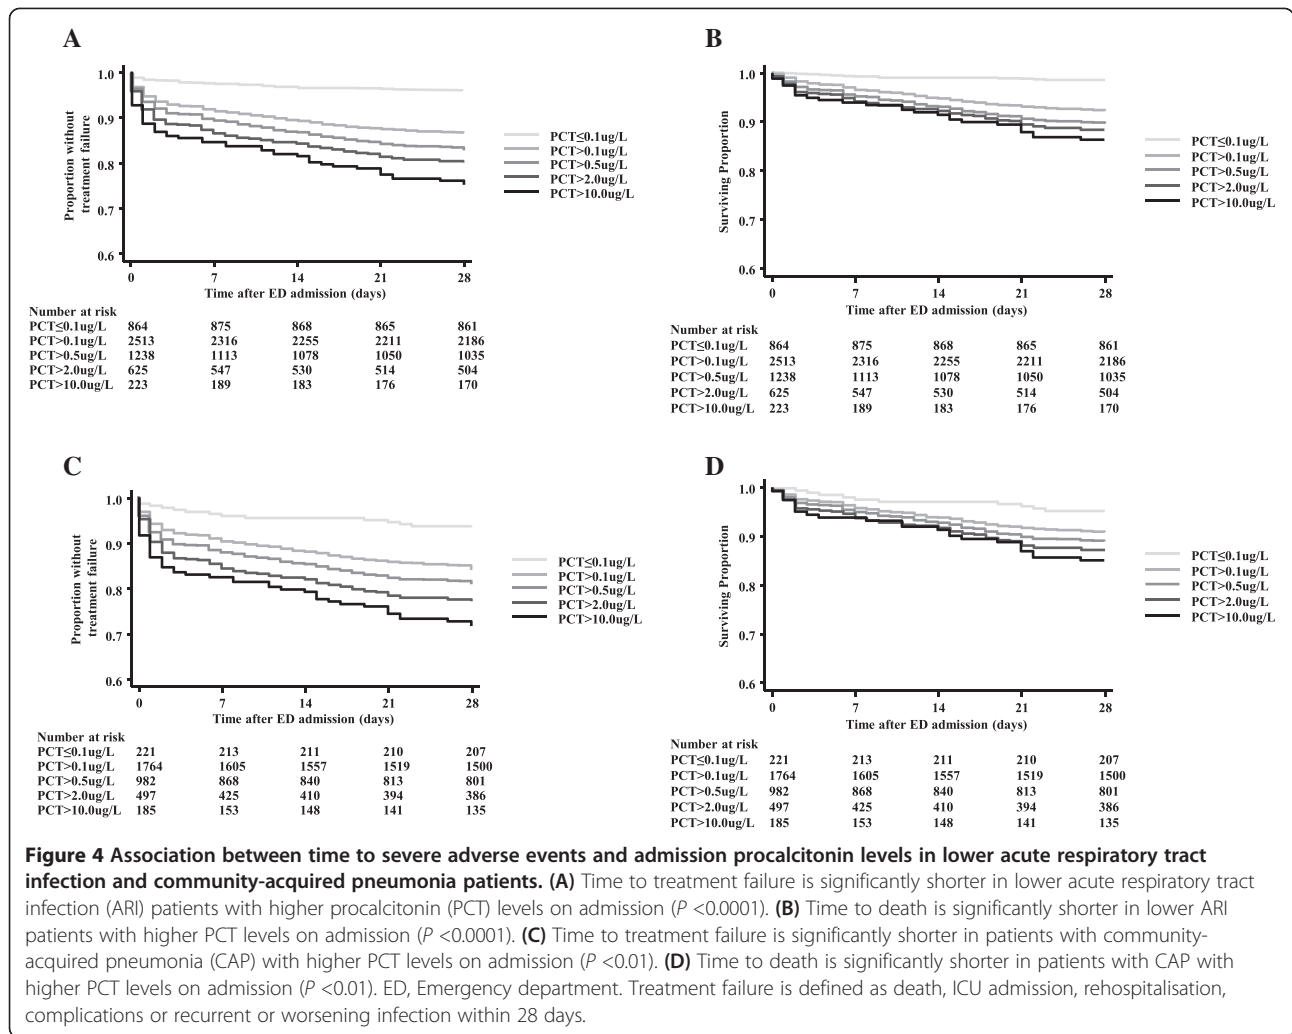 A
Proportion without
treatment failure
1.0
0.9
0.8
0.7
0.6
0 7 14 21 28
Time after ED admission (days)
PCT≤0.1ug/L
PCT>0.1ug/L
PCT>0.5ug/L
PCT>2.0ug/L
PCT>10.0ug/L
Number at risk
PCT≤0.1ug/L 864 875 868 865 861
PCT>0.1ug/L 2513 2316 2255 2211 2186
PCT>0.5ug/L 1238 1113 1078 1050 1035
PCT>2.0ug/L 625 547 530 514 504
PCT>10.0ug/L 223 189 183 176 170
B
Surviving Proportion
1.0
0.9
0.8
0.7
0.6
0 7 14 21 28
Time after ED admission (days)
PCT≤0.1ug/L
PCT>0.1ug/L
PCT>0.5ug/L
PCT>2.0ug/L
PCT>10.0ug/L
Number at risk
PCT≤0.1ug/L 864 875 868 865 861
PCT>0.1ug/L 2513 2316 2255 2211 2186
PCT>0.5ug/L 1238 1113 1078 1050 1035
PCT>2.0ug/L 625 547 530 514 504
PCT>10.0ug/L 223 189 183 176 170
C
Proportion without
treatment failure
1.0
0.9
0.8
0.7
0.6
0 7 14 21 28
Time after ED admission (days)
PCT≤0.1ug/L
PCT>0.1ug/L
PCT>0.5ug/L
PCT>2.0ug/L
PCT>10.0ug/L
Number at risk
PCT≤0.1ug/L 221 213 211 210 207
PCT>0.1ug/L 1764 1605 1557 1519 1500
PCT>0.5ug/L 982 868 840 813 801
PCT>2.0ug/L 497 425 410 394 386
PCT>10.0ug/L 185 153 148 141 135
D
Surviving Proportion
1.0
0.9
0.8
0.7
0.6
0 7 14 21 28
Time after ED admission (days)
PCT≤0.1ug/L
PCT>0.1ug/L
PCT>0.5ug/L
PCT>2.0ug/L
PCT>10.0ug/L
Number at risk
PCT≤0.1ug/L 221 213 211 210 207
PCT>0.1ug/L 1764 1605 1557 1519 1500
PCT>0.5ug/L 982 868 840 813 801
PCT>2.0ug/L 497 425 410 394 386
PCT>10.0ug/L 185 153 148 141 135
Figure 4 Association between time to severe adverse events and admission procalcitonin levels in lower acute respiratory tract
infection and community-acquired pneumonia patients. (A) Time to treatment failure is significantly shorter in lower acute respiratory tract
infection (ARI) patients with higher procalcitonin (PCT) levels on admission (P <0.0001). (B) Time to death is significantly shorter in lower ARI
patients with higher PCT levels on admission (P <0.0001). (C) Time to treatment failure is significantly shorter in patients with community-
acquired pneumonia (CAP) with higher PCT levels on admission (P <0.01). (D) Time to death is significantly shorter in patients with CAP with
higher PCT levels on admission (P <0.01). ED, Emergency department. Treatment failure is defined as death, ICU admission, rehospitalisation,
complications or recurrent or worsening infection within 28 days.